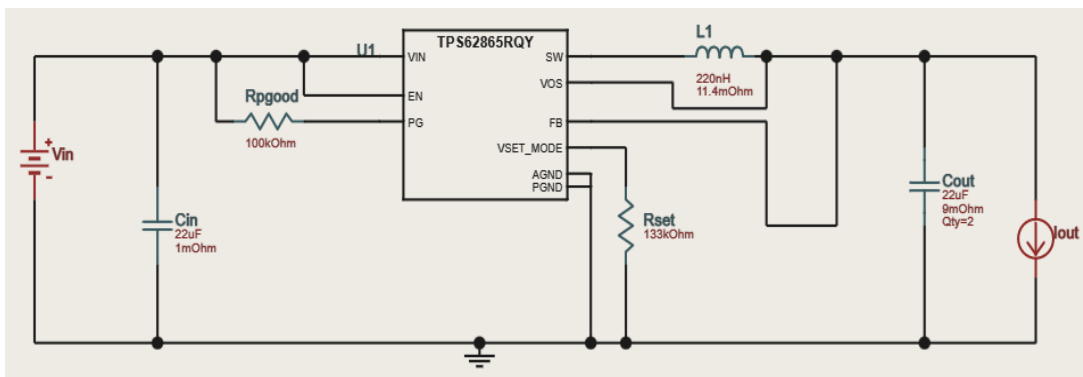 L1
TPS62865RQY
U1
VIN
SW
220nH
11.4mOhm
VOS
EN
Rpgood
PG
FB
100kOhm
VSET_MODE
+
Vin
-
AGND
PGND
Cin
22uF
1mOhm
Rset
133kOhm
Cout
22uF
9mOhm
Qty=2
Iout